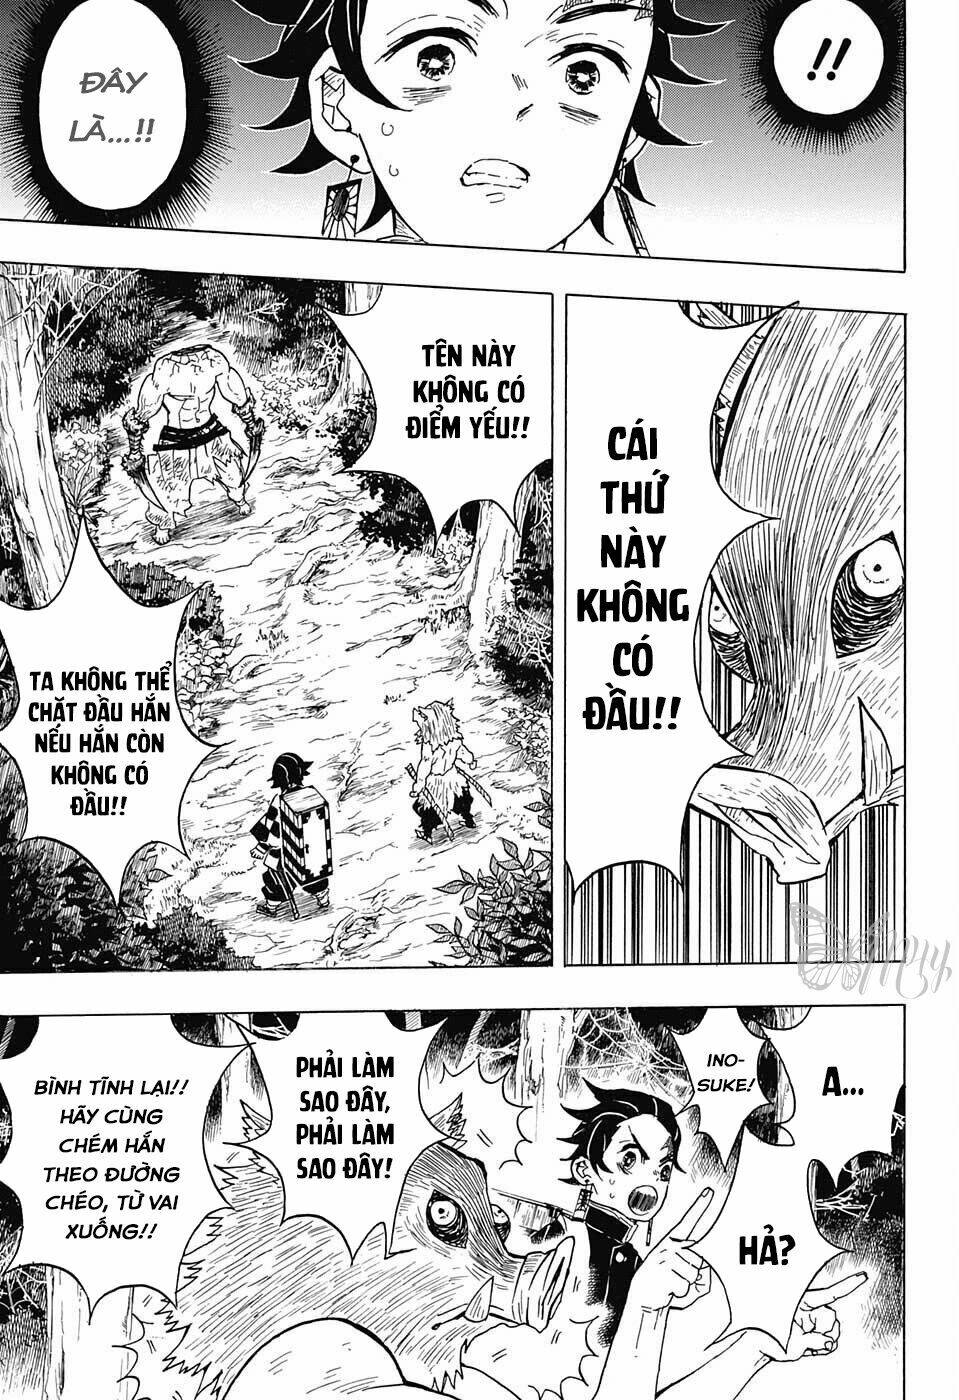 !!
ĐÂY
LÀ...!!
CÁI
THỨ
NÀY
KHÔNG
CÓ
ĐẦU!!
TÊN NÀY
KHÔNG CÓ
ĐIỂM YẾU!!
TA KHÔNG THỂ
CHẶT ĐẦU HẮN
NẾU HẮN CÒN
KHÔNG CÓ
ĐẦU!!
A...
HẢ?
INO-
SUKE!
PHẢI LÀM
SAO ĐÂY,
PHẢI LÀM
SAO ĐÂY!
BÌNH TĨNH LẠI!!
HÃY CÙNG
CHÉM HẮN
THEO ĐƯỜNG
CHÉO, TỪ VAI
XUỐNG!!